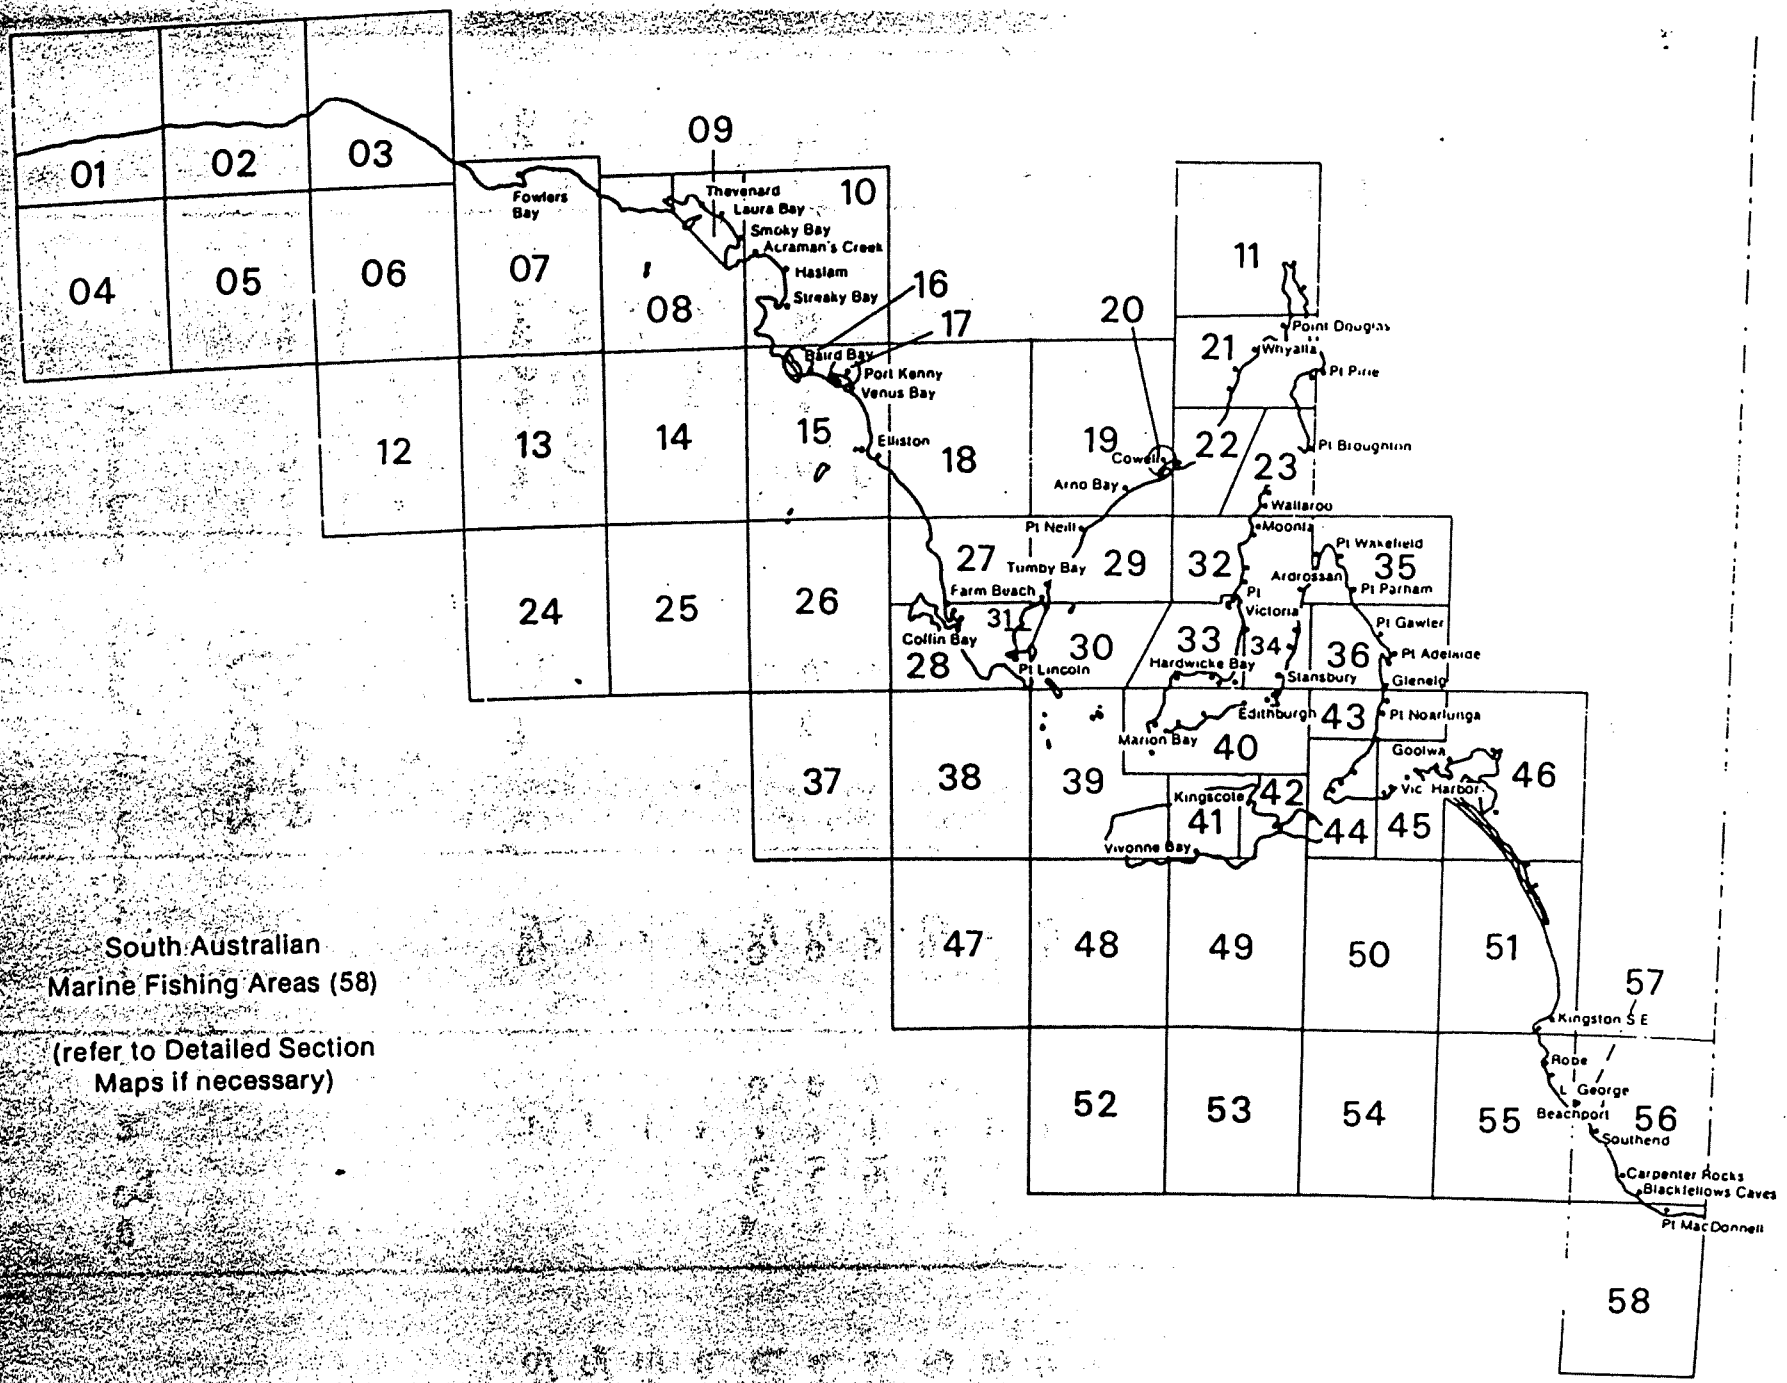 09
01
02
03
10
Thevenard
Laura Bay
Smoky Bay
Acraman's Creek
Haslam
Streaky Bay
Fowlers
Bay
04
05
06
07
08
11
16
17
20
Point Douglas
21
Whyalla
Pt Pirie
Baird Bay
Port Kenny
Venus Bay
12
13
14
15
Elliston
18
19
Cowell
22
23
Pt Broughton
Arno Bay
Wallaroo
Pt Neill
Moonta
Pt Wakefield
27
Tumby Bay
29
32
Ardrossan
35
Farm Beach
Pt
Victoria
Pt Parham
24
25
26
31
Coffin Bay
28
Pt Lincoln
30
33
34
Hardwicke Bay
36
Pt Gawler
Pt Adelaide
Stansbury
Glenelg
Edithburgh
43
Pt Noarlunga
Marion Bay
40
Goolwa
46
37
38
39
Kingscote
42
Vic Harbor
41
44
45
Vivonne Bay
47
48
49
50
51
57
Kingston S E
South Australian
Marine Fishing Areas (58)
(refer to Detailed Section
Maps if necessary)
Robe
L George
Beachport
52
53
54
55
56
Southend
Carpenter Rocks
Blackfellows Caves
Pt MacDonnell
58